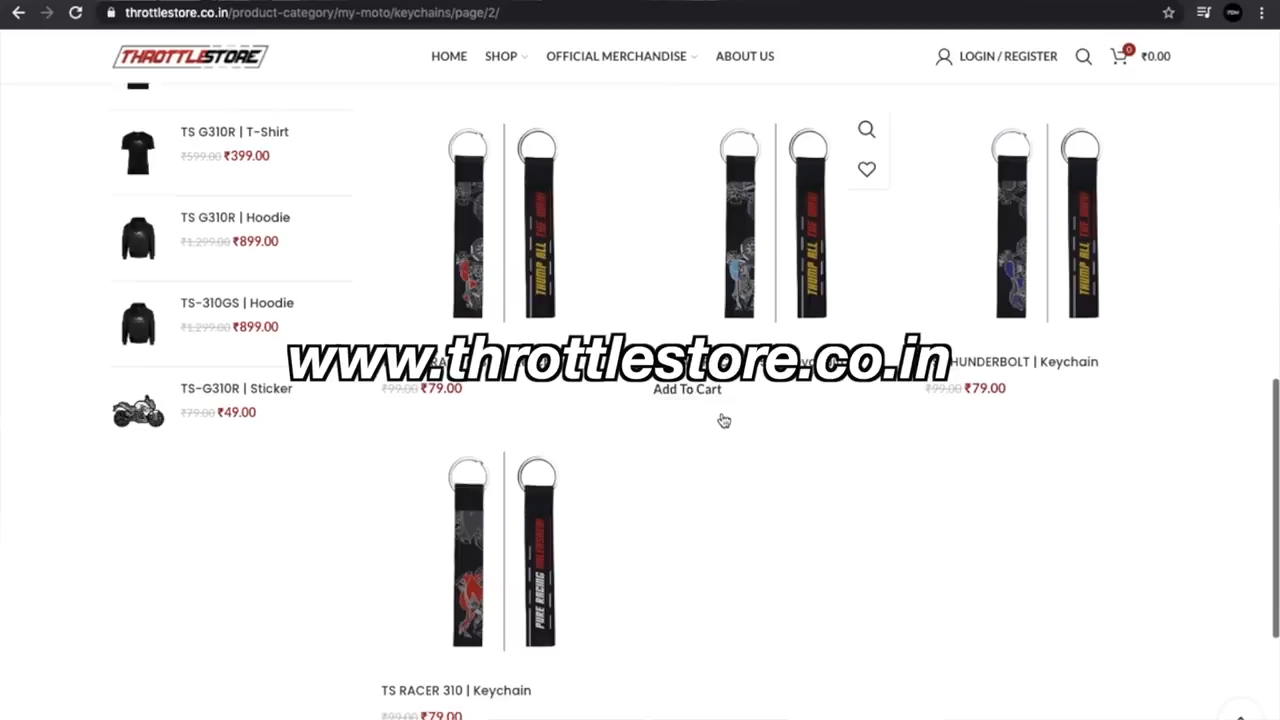 throttlestore.co.in/product-category/my-moto/keychains/page/2/
THROTTLESTORE
HOME
SHOP
OFFICIAL MERCHANDISE
ABOUT US
LOGIN / REGISTER
0
₹0.00
TS G310R | T-Shirt
₹599.00 ₹399.00
TS G310R | Hoodie
₹1,299.00 ₹899.00
TS-310GS | Hoodie
₹1,299.00 ₹899.00
TS-G310R | Sticker
₹79.00 ₹49.00
THUMP ALL THE WAY!
THUMP ALL THE WAY!
THUMP ALL THE WAY!
www.throttlestore.co.in
HUNDERBOLT | Keychain
₹99.00 ₹79.00
Add To Cart
₹99.00 ₹79.00
PURE RACING UNLEASHED!
TS RACER 310 | Keychain
₹99.00 ₹79.00